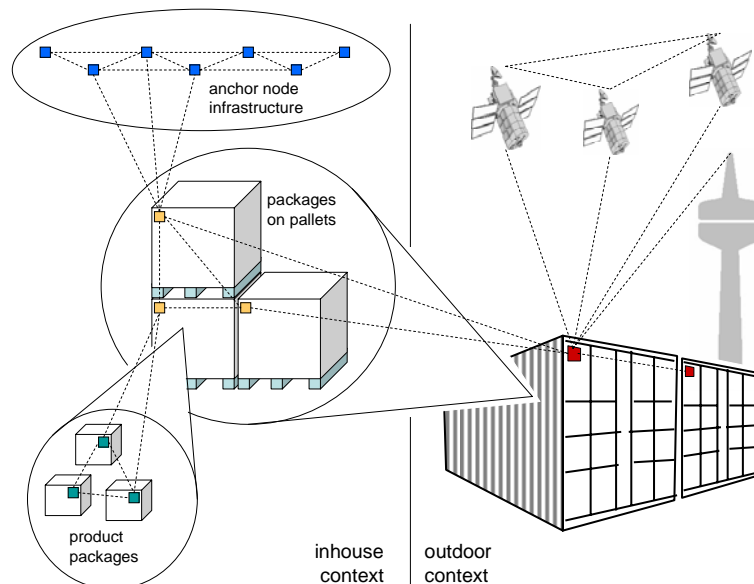 anchor node
infrastructure
packages
on pallets
product
packages
inhouse
context
outdoor
context